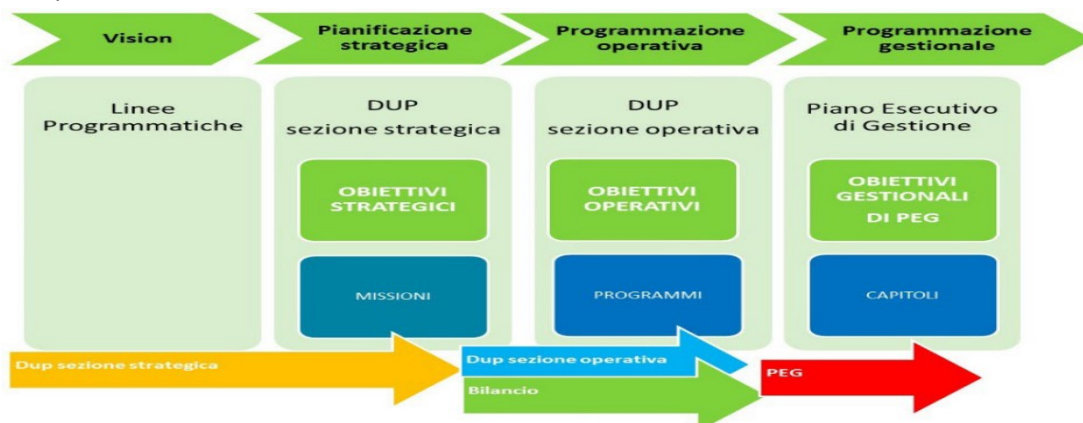 Vision
Pianificazione
strategica
Programmazione
operativa
Programmazione
gestionale
Linee
Programmatiche
DUP
sezione strategica
DUP
sezione operativa
Piano Esecutivo
di Gestione
OBIETTIVI
STRATEGICI
OBIETTIVI
OPERATIVI
OBIETTIVI
GESTIONALI
DI PEG
MISSIONI
PROGRAMMI
CAPITOLI
Dup sezione strategica
Dup sezione operativa
Bilancio
PEG